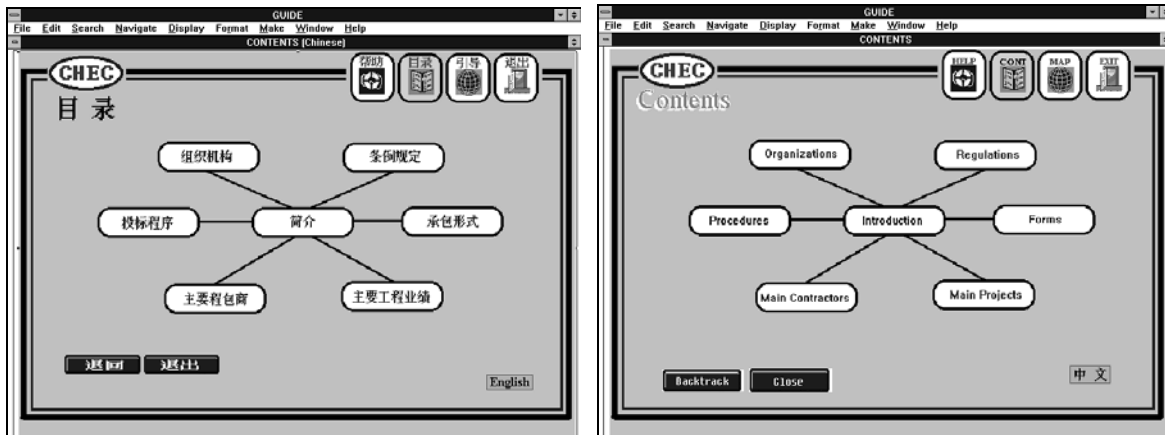 GUIDE
File Edit Search Navigate Display Format Make Window Help
CONTENTS (Chinese)
CHEC
帮助 目录 引导 退出
目 录
组织机构 条例规定
投标程序 简介 承包形式
主要程包商 主要工程业绩
退回 退出
English
GUIDE
File Edit Search Navigate Display Format Make Window Help
CONTENTS
CHEC
HELP CONT MAP EXIT
Contents
Organizations Regulations
Procedures Introduction Forms
Main Contractors Main Projects
Backtrack Close
中 文